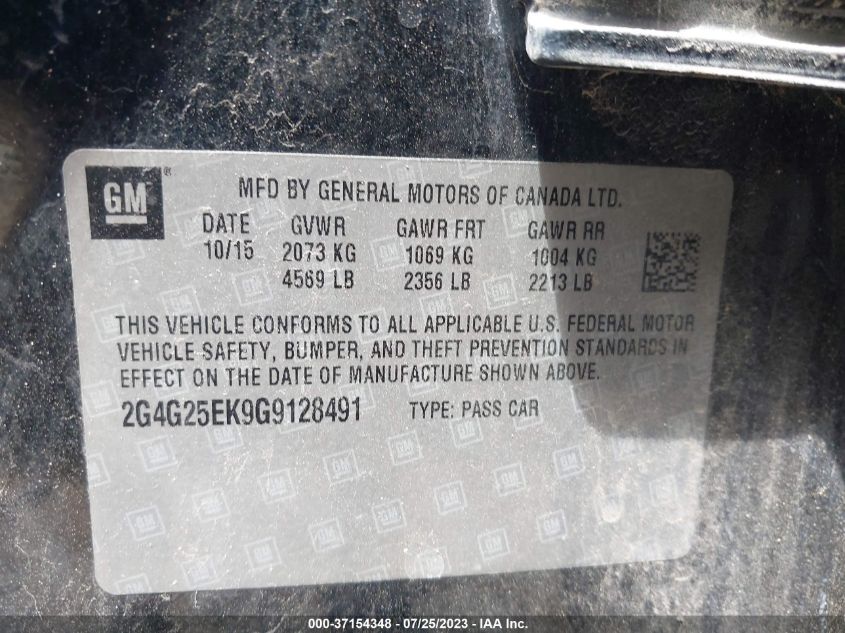 GM® MFD BY GENERAL MOTORS OF CANADA LTD.
DATE GVWR GAWR FRT GAWR RR
10/15 2073 KG 1069 KG 1004 KG
4569 LB 2356 LB 2213 LB
THIS VEHICLE CONFORMS TO ALL APPLICABLE U.S. FEDERAL MOTOR
VEHICLE SAFETY, BUMPER, AND THEFT PREVENTION STANDARDS IN
EFFECT ON THE DATE OF MANUFACTURE SHOWN ABOVE.
2G4G25EK9G9128491 TYPE: PASS CAR
000-37154348 - 07/25/2023 - IAA Inc.